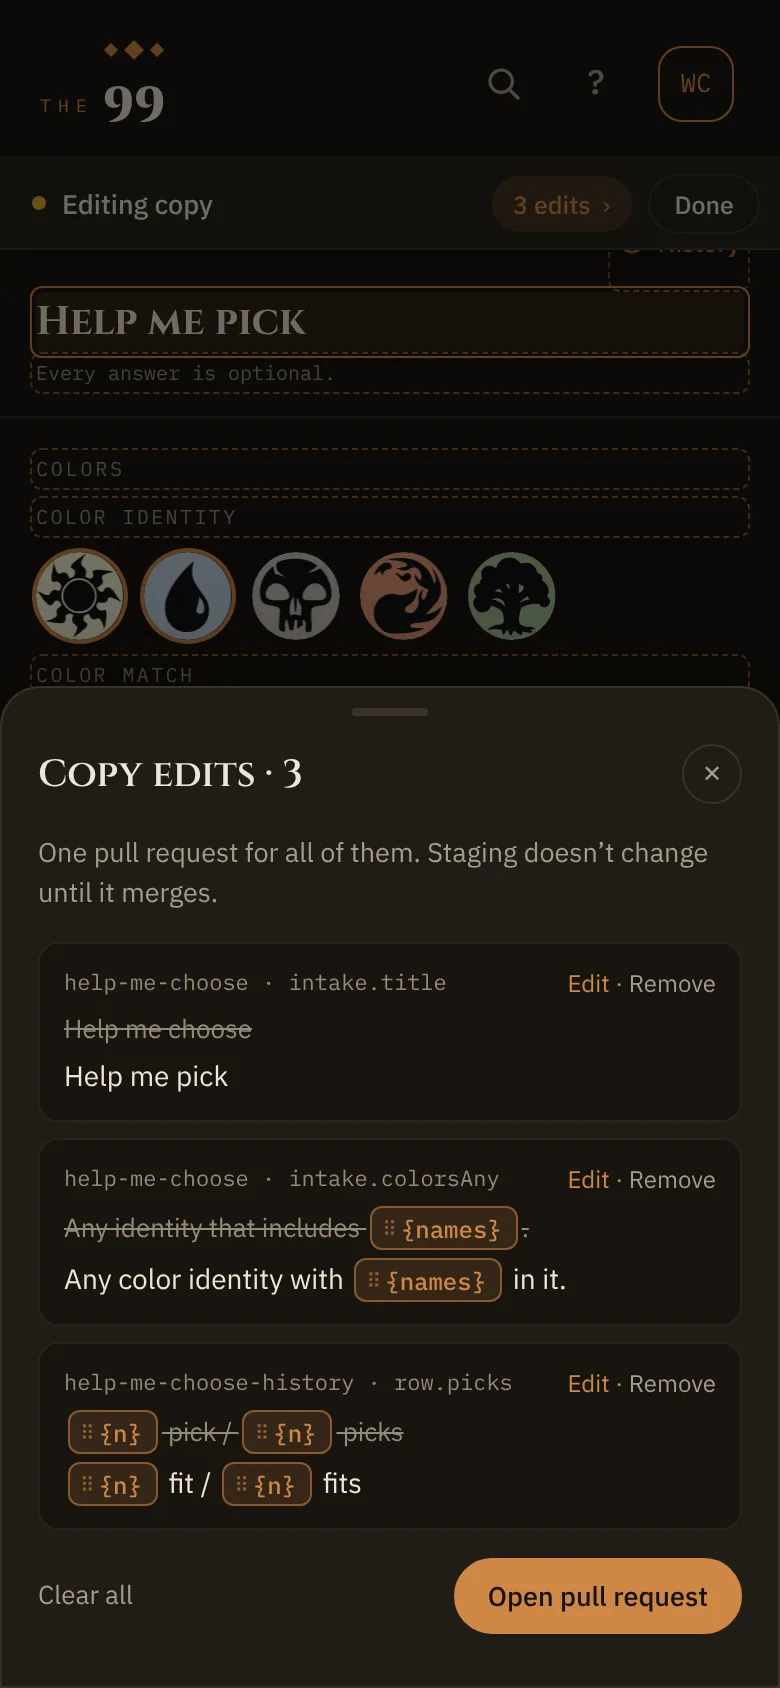 THE 99
?
WC
Editing copy
3 edits ›
Done
History
Help me pick
Every answer is optional.
COLORS
COLOR IDENTITY
COLOR MATCH
Copy edits · 3
×
One pull request for all of them. Staging doesn’t change
until it merges.
help-me-choose · intake.title
Edit · Remove
Help me choose
Help me pick
help-me-choose · intake.colorsAny
Edit · Remove
Any identity that includes {names} .
Any color identity with {names} in it.
help-me-choose-history · row.picks
Edit · Remove
{n} pick / {n} picks
{n} fit / {n} fits
Clear all
Open pull request